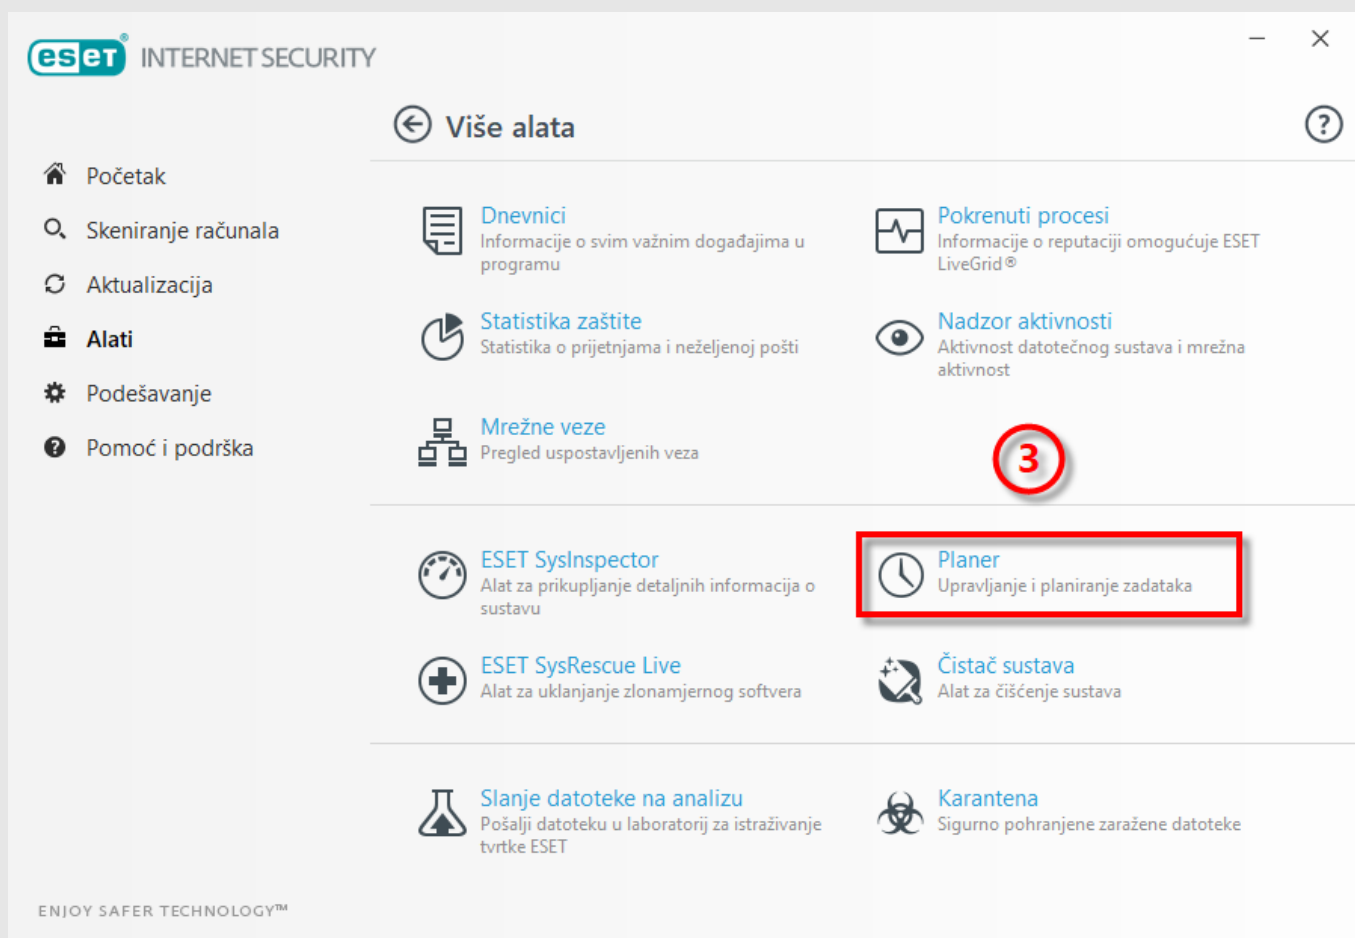 eset® INTERNET SECURITY
Više alata
?
Početak
Skeniranje računala
Aktualizacija
Alati
Podešavanje
Pomoć i podrška
Dnevnici
Informacije o svim važnim događajima u
programu
Pokrenuti procesi
Informacije o reputaciji omogućuje ESET
LiveGrid®
Statistika zaštite
Statistika o prijetnjama i neželjenoj pošti
Nadzor aktivnosti
Aktivnost datotečnog sustava i mrežna
aktivnost
Mrežne veze
Pregled uspostavljenih veza
3
ESET SysInspector
Alat za prikupljanje detaljnih informacija o
sustavu
Planer
Upravljanje i planiranje zadataka
ESET SysRescue Live
Alat za uklanjanje zlonamjernog softvera
Čistač sustava
Alat za čišćenje sustava
Slanje datoteke na analizu
Pošalji datoteku u laboratorij za istraživanje
tvrtke ESET
Karantena
Sigurno pohranjene zaražene datoteke
ENJOY SAFER TECHNOLOGY™